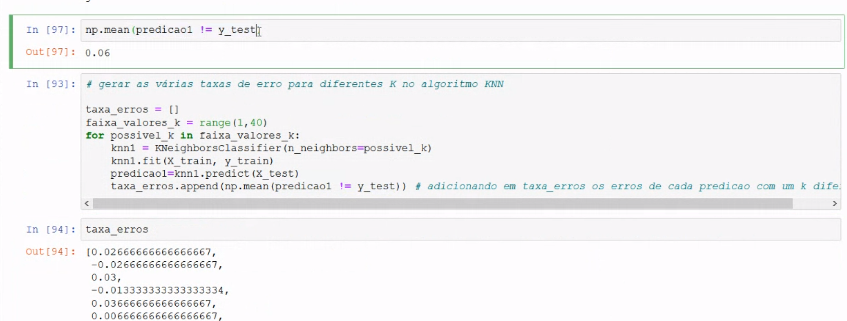 In [97]: np.mean(predicao1 != y_test
Out[97]: 0.06
In [93]: # gerar as várias taxas de erro para diferentes K no algoritmo KNN
taxa_erros = []
faixa_valores_k = range(1,40)
for possivel_k in faixa_valores_k:
    knn1 = KNeighborsClassifier(n_neighbors=possivel_k)
    knn1.fit(X_train, y_train)
    predicao1=knn1.predict(X_test)
    taxa_erros.append(np.mean(predicao1 != y_test)) # adicionando em taxa_erros os erros de cada predicao com um k dife
In [94]: taxa_erros
Out[94]: [0.02666666666666667,
-0.02666666666666667,
0.03,
-0.013333333333333334,
0.03666666666666667,
0.006666666666666667,